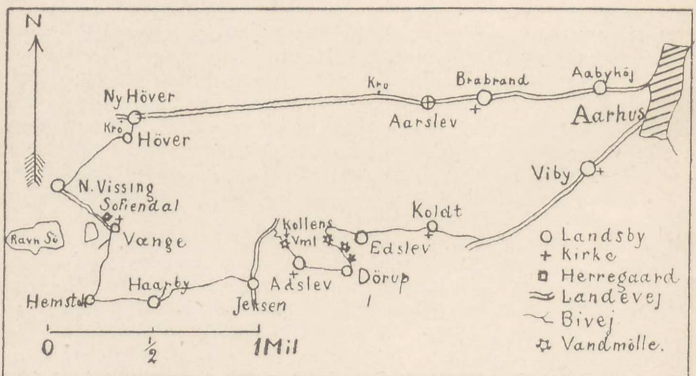 N
Kro
Brabrand
Aabyhöj
Ny Höver
Kro
Höver
Aarslev
Aarhus
N. Vissing
Sofiendal
Viby
Ravn Sö
Vænge
Kollens
Vml
Koldt
Edslev
Adslev
Dörup
Hemstok
Haarby
Jeksen
Landsby
Kirke
Herregaard
Landevej
Bivej
Vandmölle.
0
½
1 Mil